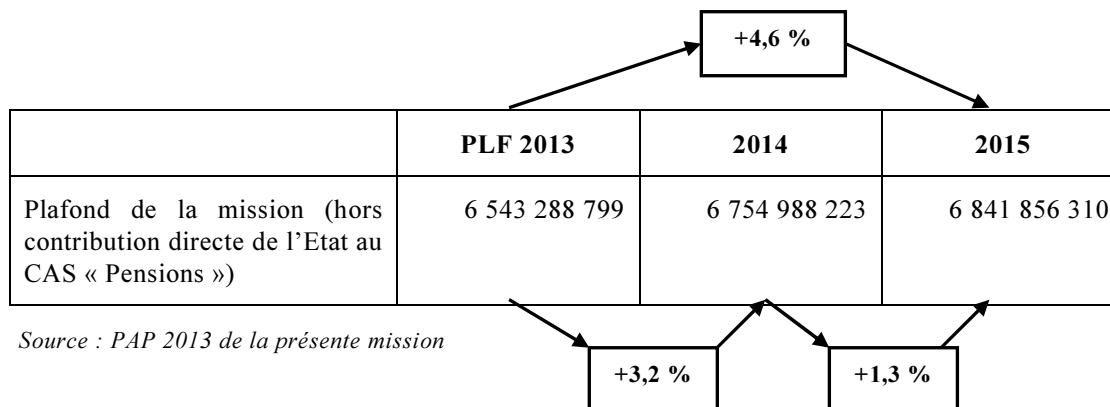 +4,6 %
PLF 2013 2014 2015
Plafond de la mission (hors
contribution directe de l’Etat au
CAS « Pensions »)
6 543 288 799 6 754 988 223 6 841 856 310
Source : PAP 2013 de la présente mission
+3,2 % +1,3 %